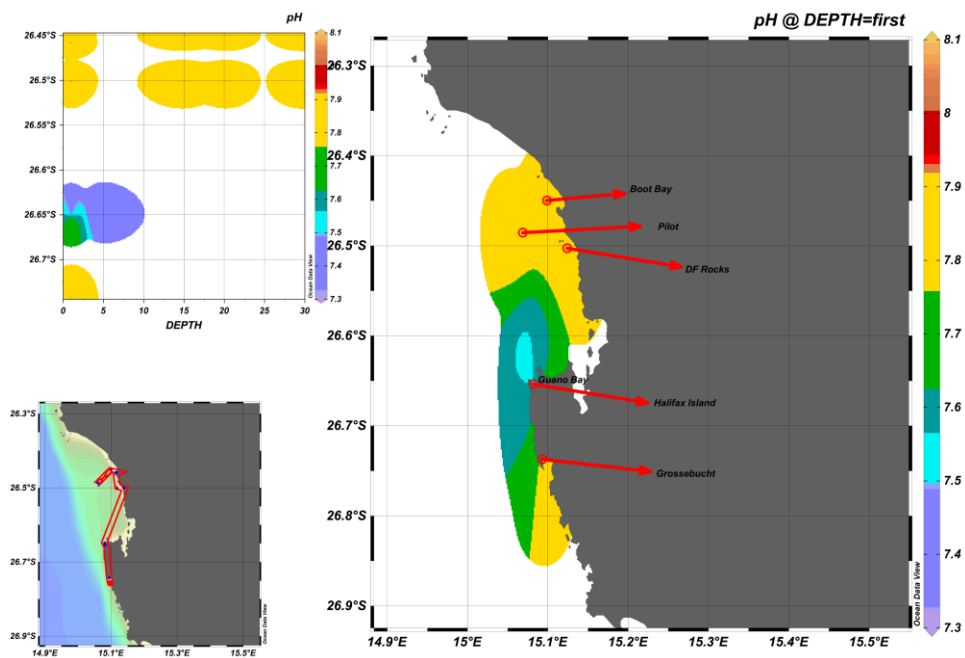 pH
26.45°S
26.5°S
26.55°S
26.6°S
26.65°S
26.7°S
0
5
10
15
20
25
30
DEPTH
8.1
8
7.9
7.8
7.7
7.6
7.5
7.4
7.3
Ocean Data View
pH @ DEPTH=first
26.3°S
26.4°S
26.5°S
26.6°S
26.7°S
26.8°S
26.9°S
14.9°E
15°E
15.1°E
15.2°E
15.3°E
15.4°E
15.5°E
Boot Bay
Pilot
DF Rocks
Guano Bay
Halifax Island
Grossebucht
Ocean Data View
8.1
8
7.9
7.8
7.7
7.6
7.5
7.4
7.3
26.3°S
26.5°S
26.7°S
26.9°S
14.9°E
15.1°E
15.3°E
15.5°E
Ocean Data View